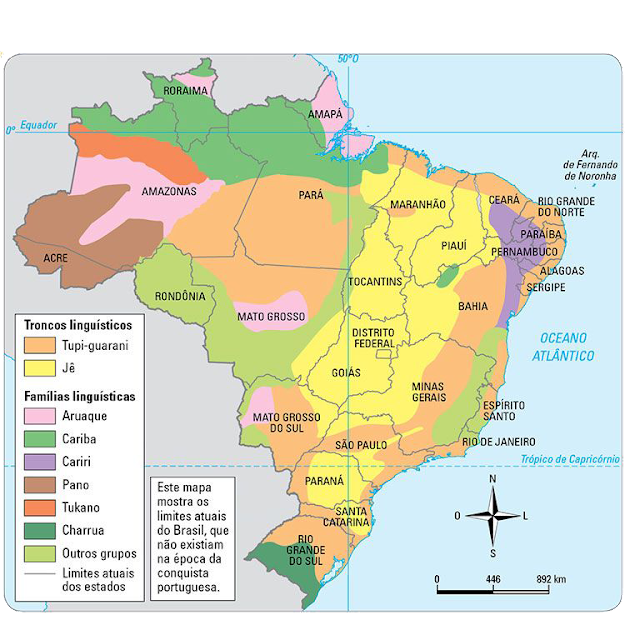 50°O
RORAIMA
AMAPÁ
0º
Equador
Arq.
de Fernando
de Noronha
AMAZONAS
PARÁ
MARANHÃO
CEARÁ
RIO GRANDE
DO NORTE
PARAÍBA
PIAUÍ
PERNAMBUCO
ACRE
ALAGOAS
SERGIPE
TOCANTINS
RONDÔNIA
MATO GROSSO
BAHIA
DISTRITO
FEDERAL
OCEANO
ATLÂNTICO
GOIÁS
MINAS
GERAIS
ESPÍRITO
SANTO
MATO GROSSO
DO SUL
SÃO PAULO
RIO DE JANEIRO
Trópico de Capricórnio
PARANÁ
SANTA
CATARINA
RIO
GRANDE
DO SUL
Troncos linguísticos
Tupi-guarani
Jê
Famílias linguísticas
Aruaque
Cariba
Cariri
Pano
Tukano
Charrua
Outros grupos
Limites atuais
dos estados
Este mapa
mostra os
limites atuais
do Brasil, que
não existiam
na época da
conquista
portuguesa.
N
O
L
S
0 446 892 km